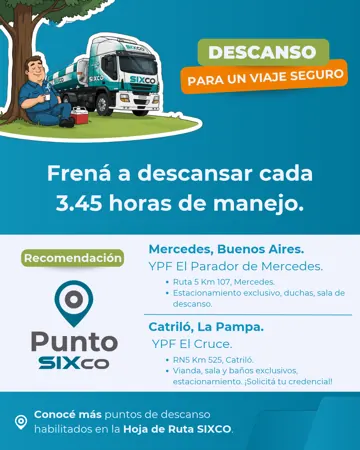 SIXCO
SIXCO
DESCANSO
PARA UN VIAJE SEGURO
Frená a descansar cada
3.45 horas de manejo.
Recomendación
Punto
SIXCO
Mercedes, Buenos Aires.
YPF El Parador de Mercedes.
• Ruta 5 Km 107, Mercedes.
• Estacionamiento exclusivo, duchas, sala de
descanso.
Catriló, La Pampa.
YPF El Cruce.
• RN5 Km 525, Catriló.
• Vianda, sala y baños exclusivos,
estacionamiento. ¡Solicitá tu credencial!
Conocé más puntos de descanso
habilitados en la Hoja de Ruta SIXCO.